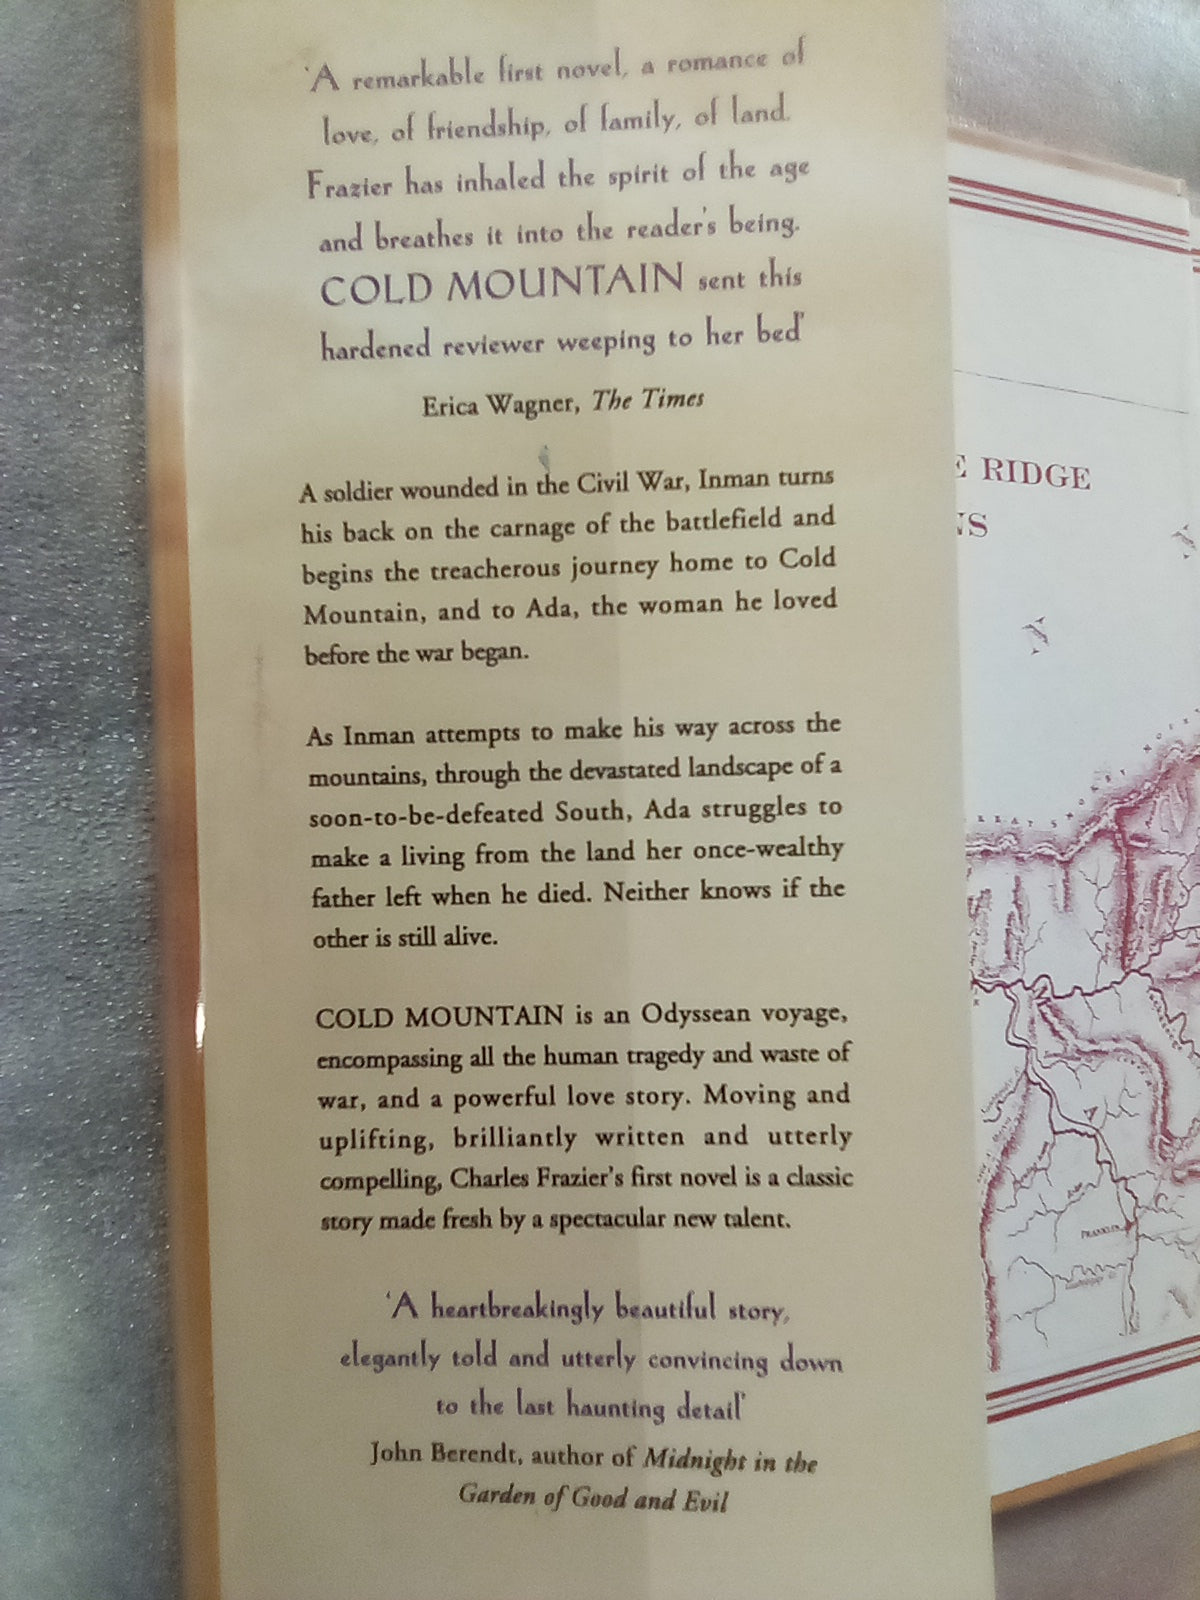 'A remarkable first novel, a romance of
love, of friendship, of family, of land.
Frazier has inhaled the spirit of the age
and breathes it into the reader's being.
COLD MOUNTAIN sent this
hardened reviewer weeping to her bed'
Erica Wagner, The Times
A soldier wounded in the Civil War, Inman turns
his back on the carnage of the battlefield and
begins the treacherous journey home to Cold
Mountain, and to Ada, the woman he loved
before the war began.
As Inman attempts to make his way across the
mountains, through the devastated landscape of a
soon-to-be-defeated South, Ada struggles to
make a living from the land her once-wealthy
father left when he died. Neither knows if the
other is still alive.
COLD MOUNTAIN is an Odyssean voyage,
encompassing all the human tragedy and waste of
war, and a powerful love story. Moving and
uplifting, brilliantly written and utterly
compelling, Charles Frazier's first novel is a classic
story made fresh by a spectacular new talent.
'A heartbreakingly beautiful story,
elegantly told and utterly convincing down
to the last haunting detail'
John Berendt, author of Midnight in the
Garden of Good and Evil
E RIDGE
NS
FRANKLIN